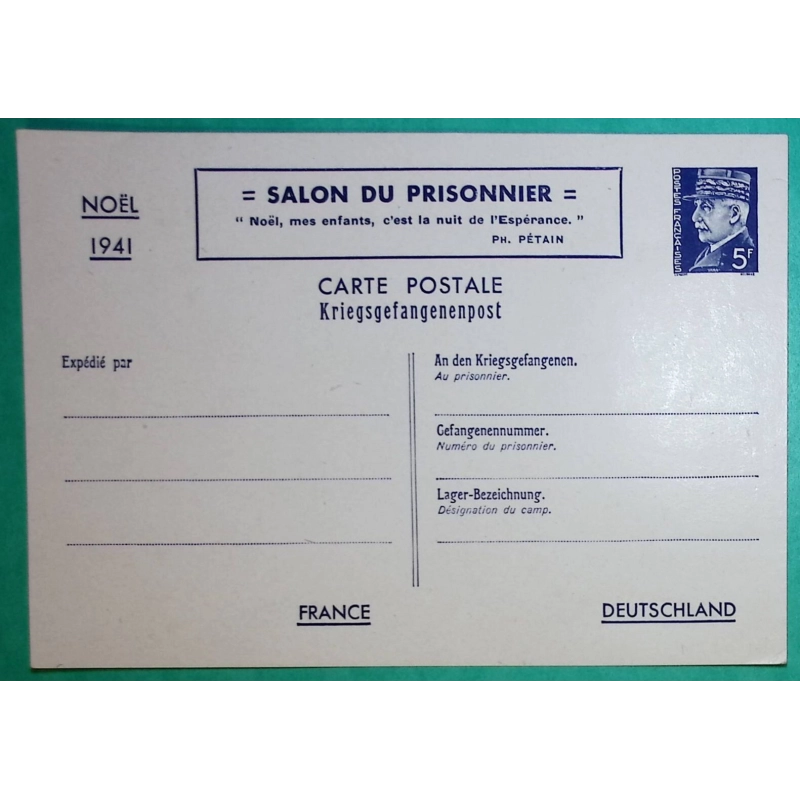 NOËL
1941
= SALON DU PRISONNIER =
" Noël, mes enfants, c'est la nuit de l'Espérance. "
PH. PÉTAIN
POSTES FRANÇAISES
5F
CARTE POSTALE
Kriegsgefangenenpost
Expédié par
An den Kriegsgefangenen.
Au prisonnier.
Gefangenennummer.
Numéro du prisonnier.
Lager-Bezeichnung.
Désignation du camp.
FRANCE
DEUTSCHLAND